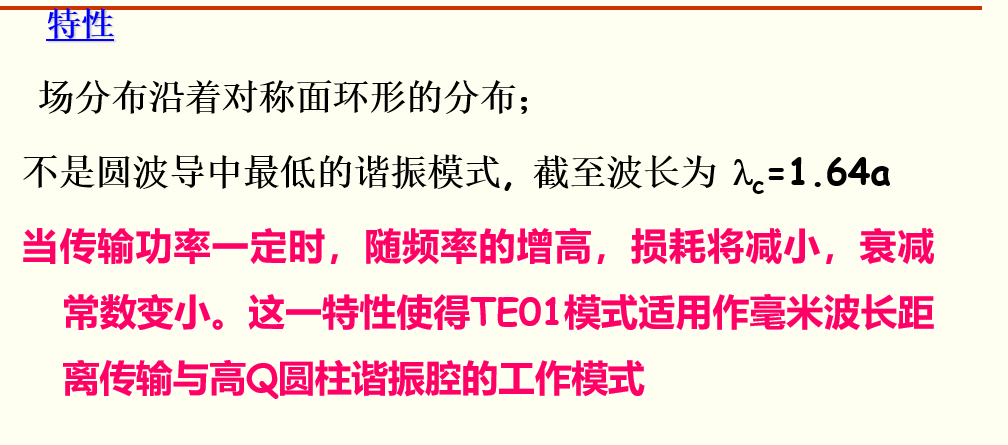 特性
场分布沿着对称面环形的分布；
不是圆波导中最低的谐振模式, 截至波长为 λc=1.64a
当传输功率一定时，随频率的增高，损耗将减小，衰减
常数变小。这一特性使得TE01模式适用作毫米波长距
离传输与高Q圆柱谐振腔的工作模式